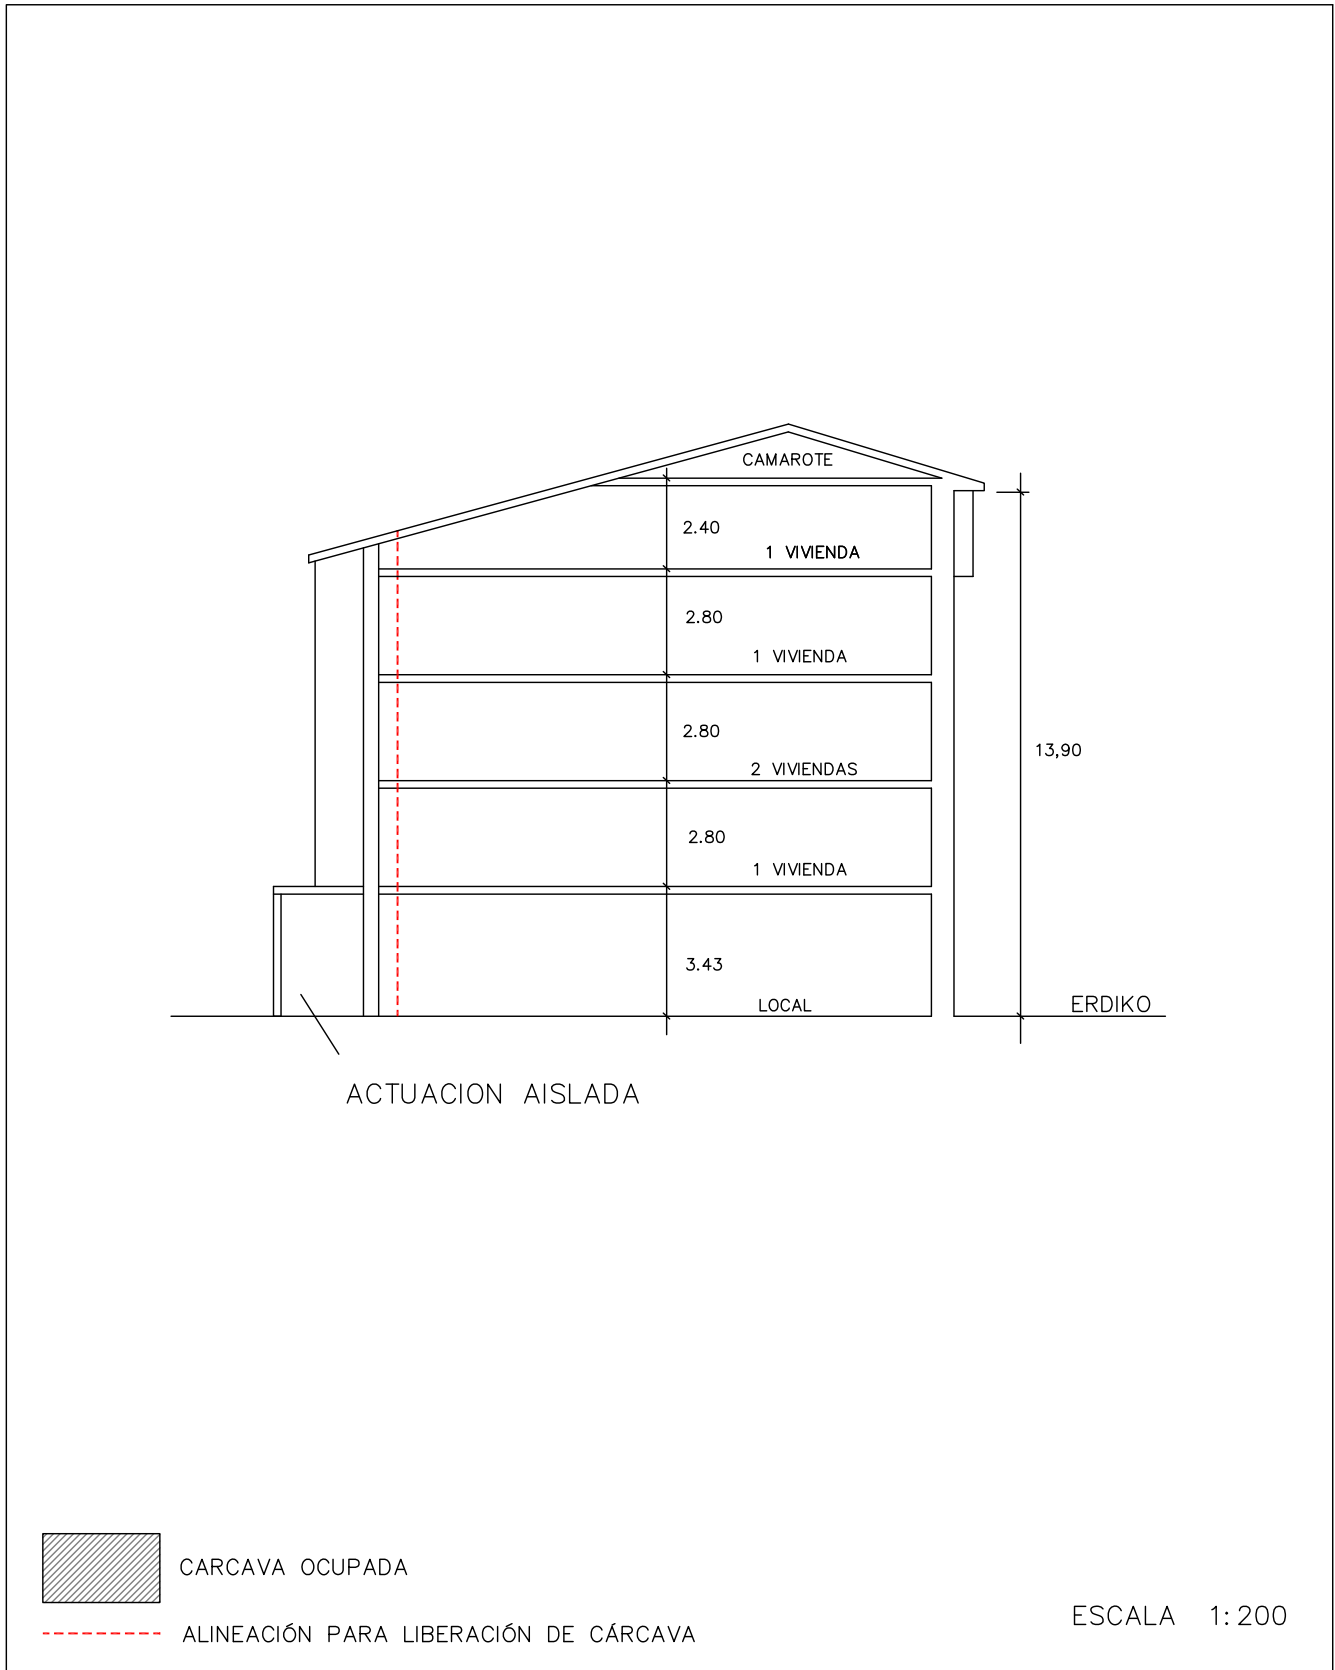 CAMAROTE
2.40
1 VIVIENDA
2.80
1 VIVIENDA
2.80
13,90
2 VIVIENDAS
2.80
1 VIVIENDA
3.43
LOCAL
ERDIKO
ACTUACION AISLADA
CARCAVA OCUPADA
ALINEACIÓN PARA LIBERACIÓN DE CÁRCAVA
ESCALA 1:200